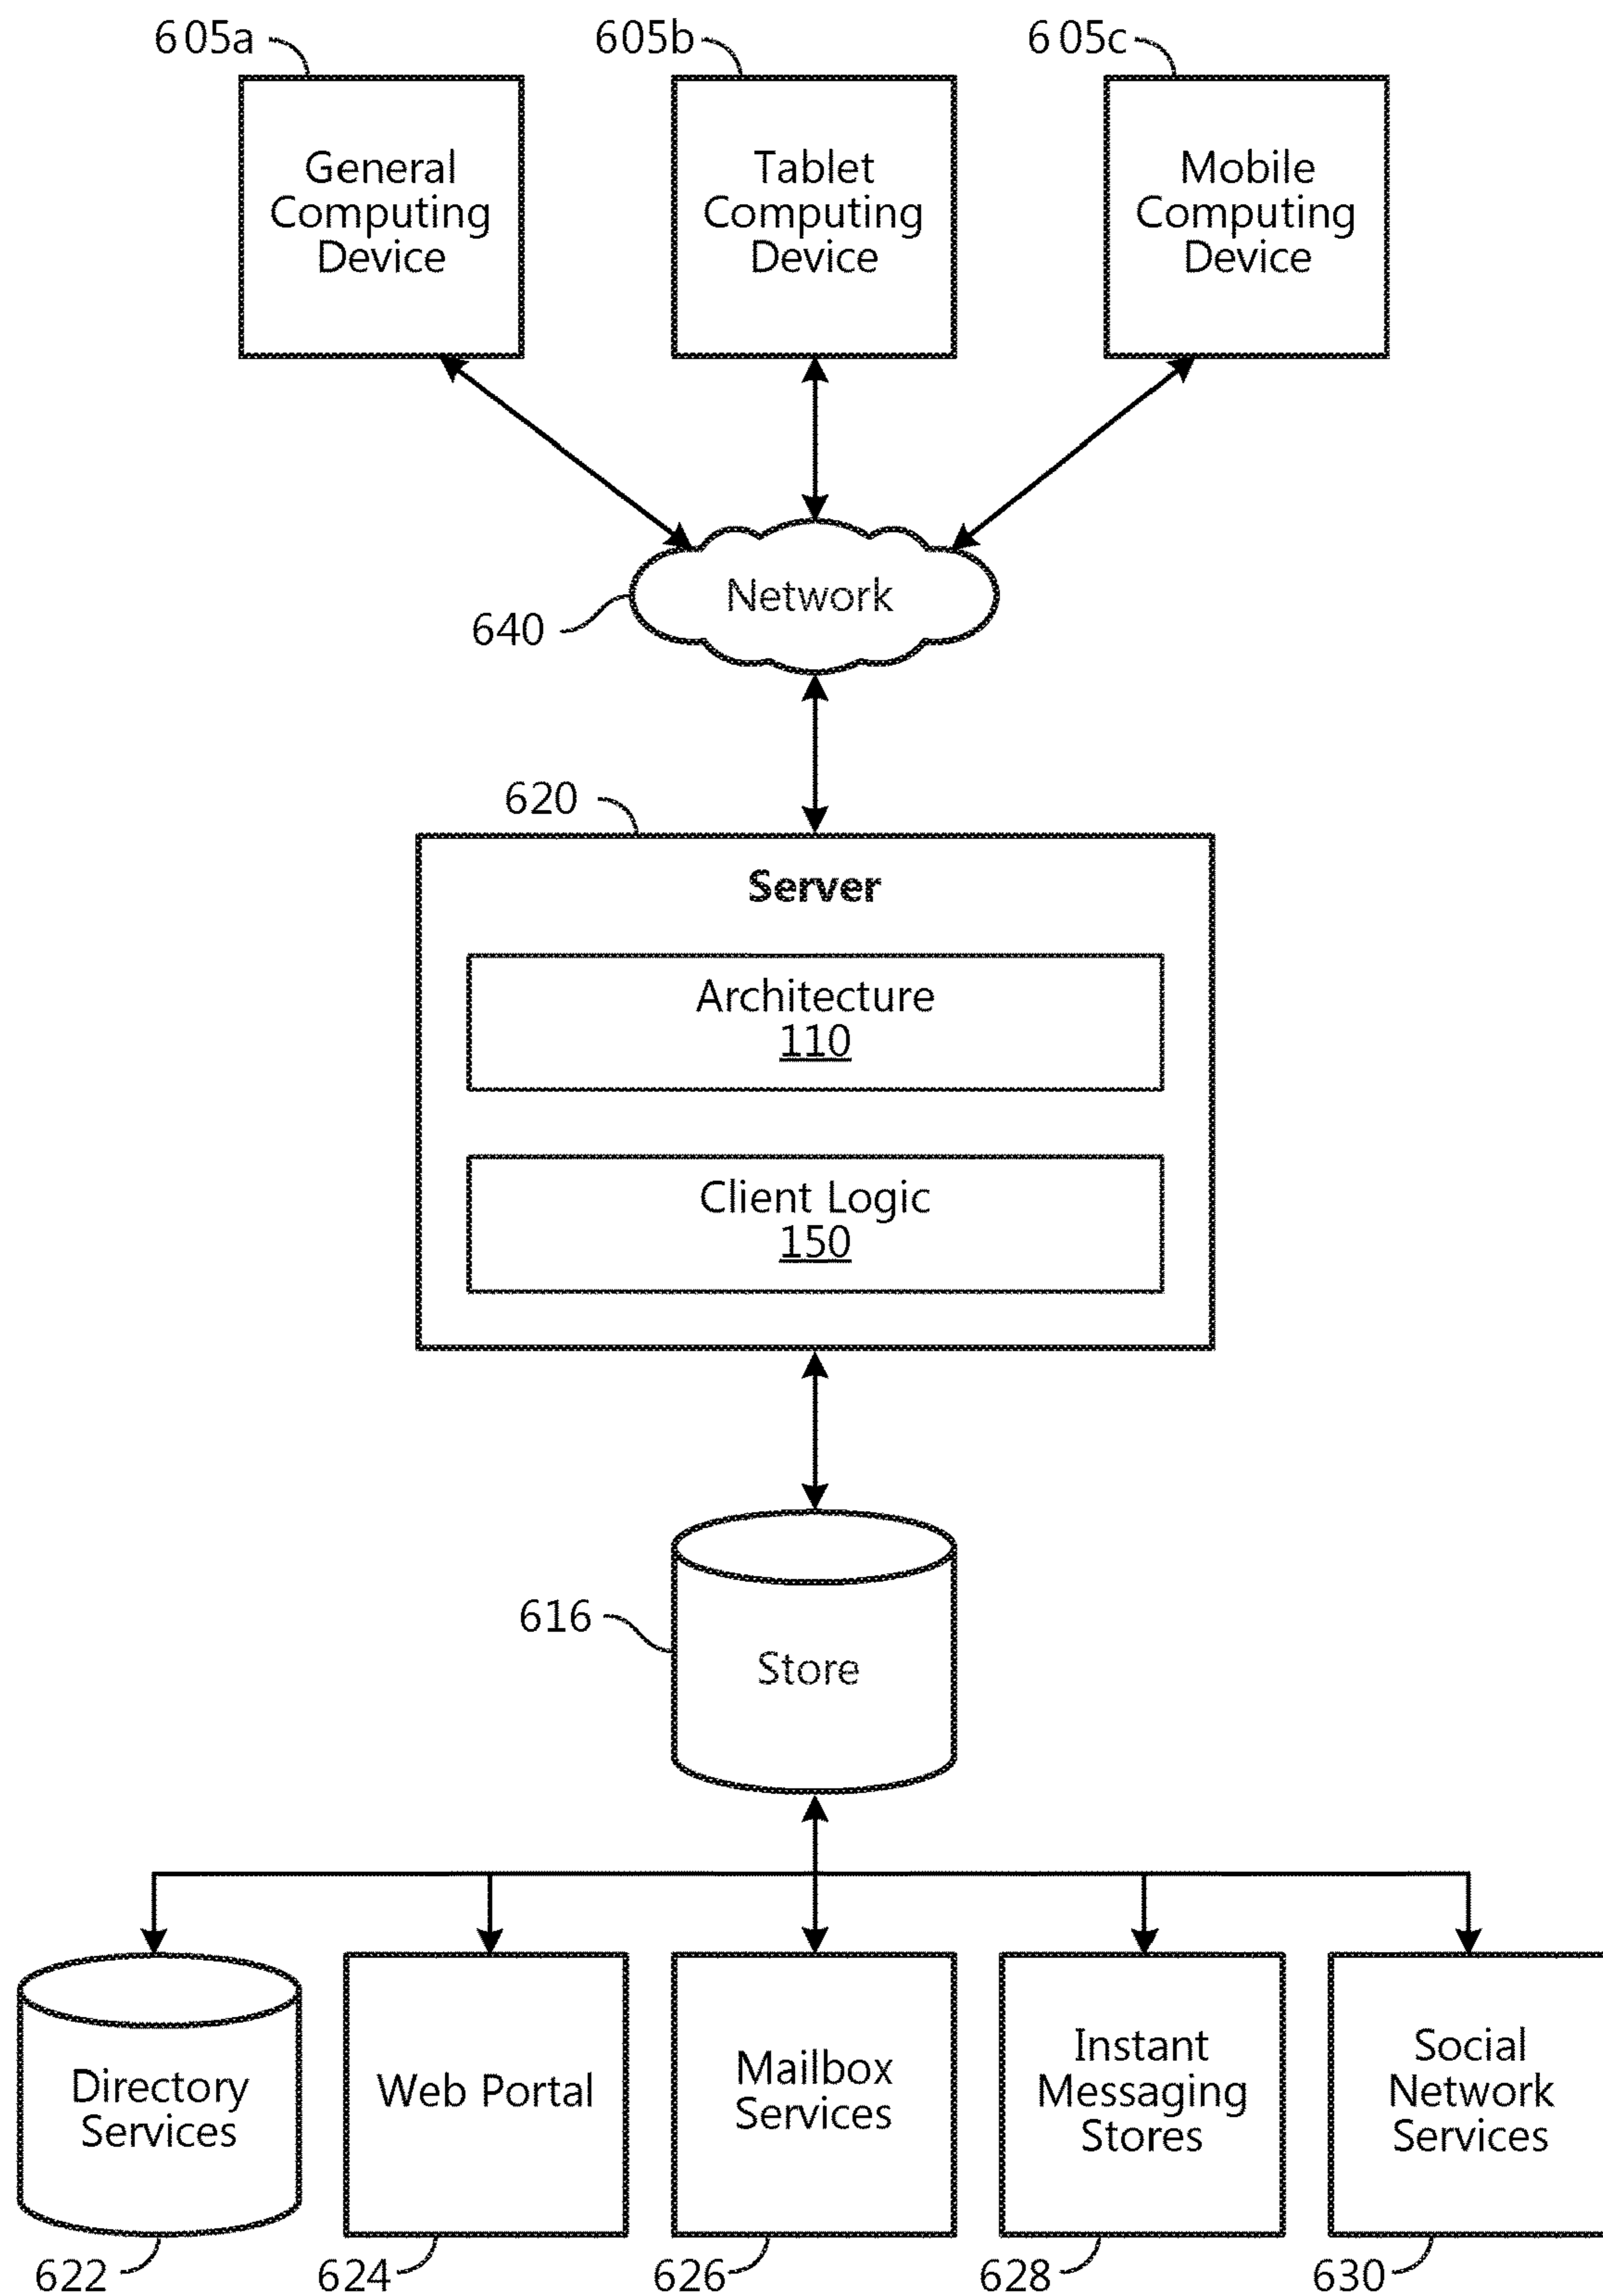 605a
605b
605c
General
Computing
Device
Tablet
Computing
Device
Mobile
Computing
Device
Network
640
620
Server
Architecture
110
Client Logic
150
616
Store
Directory
Services
Web Portal
Mailbox
Services
Instant
Messaging
Stores
Social
Network
Services
622
624
626
628
630